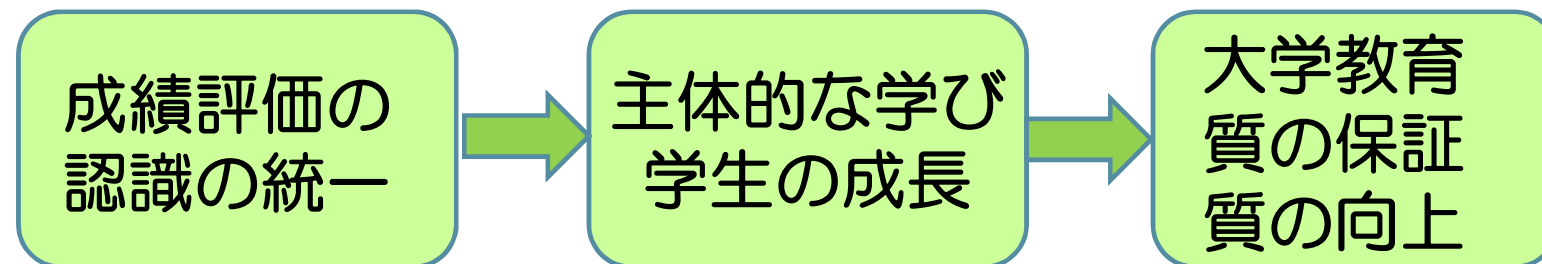 成績評価の
認識の統一
主体的な学び
学生の成長
大学教育
質の保証
質の向上